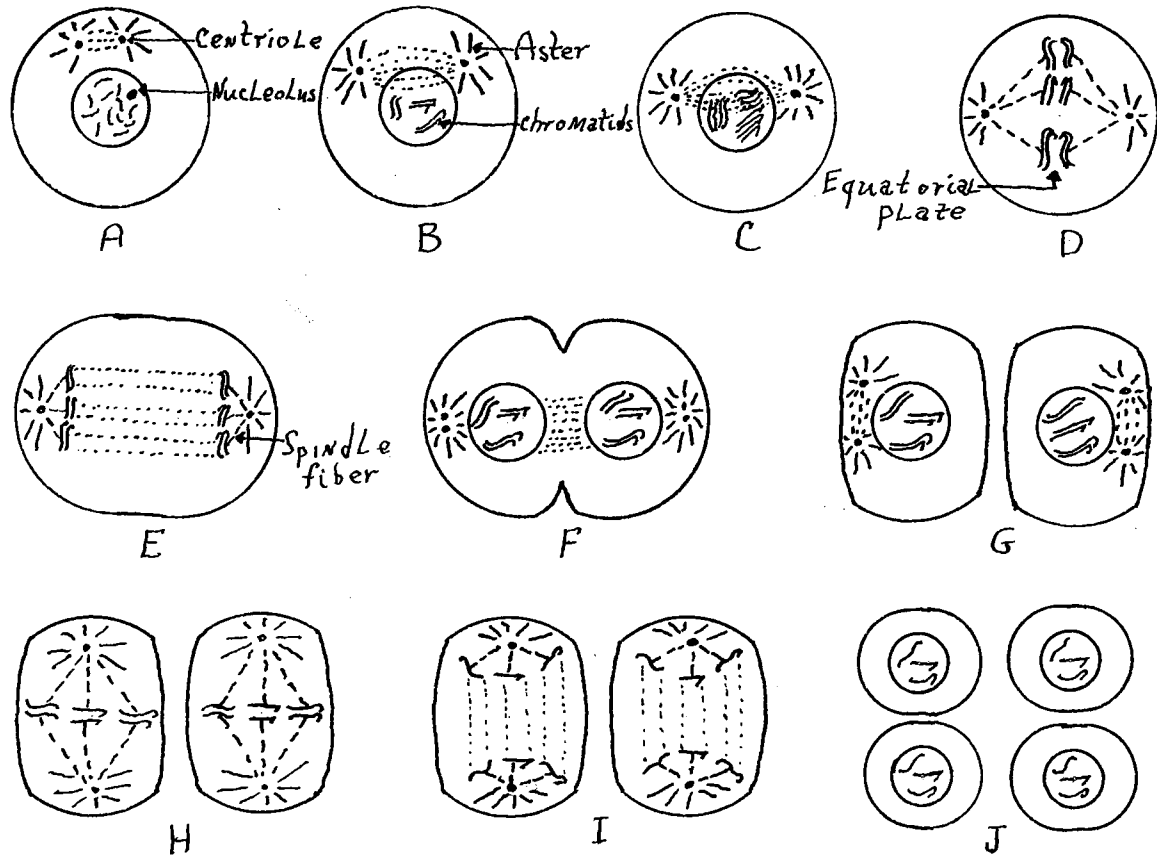 Centriole
Nucleolus
A
Aster
Chromatids
B
C
Equatorial
plate
D
Spindle
fiber
E
F
G
H
I
J